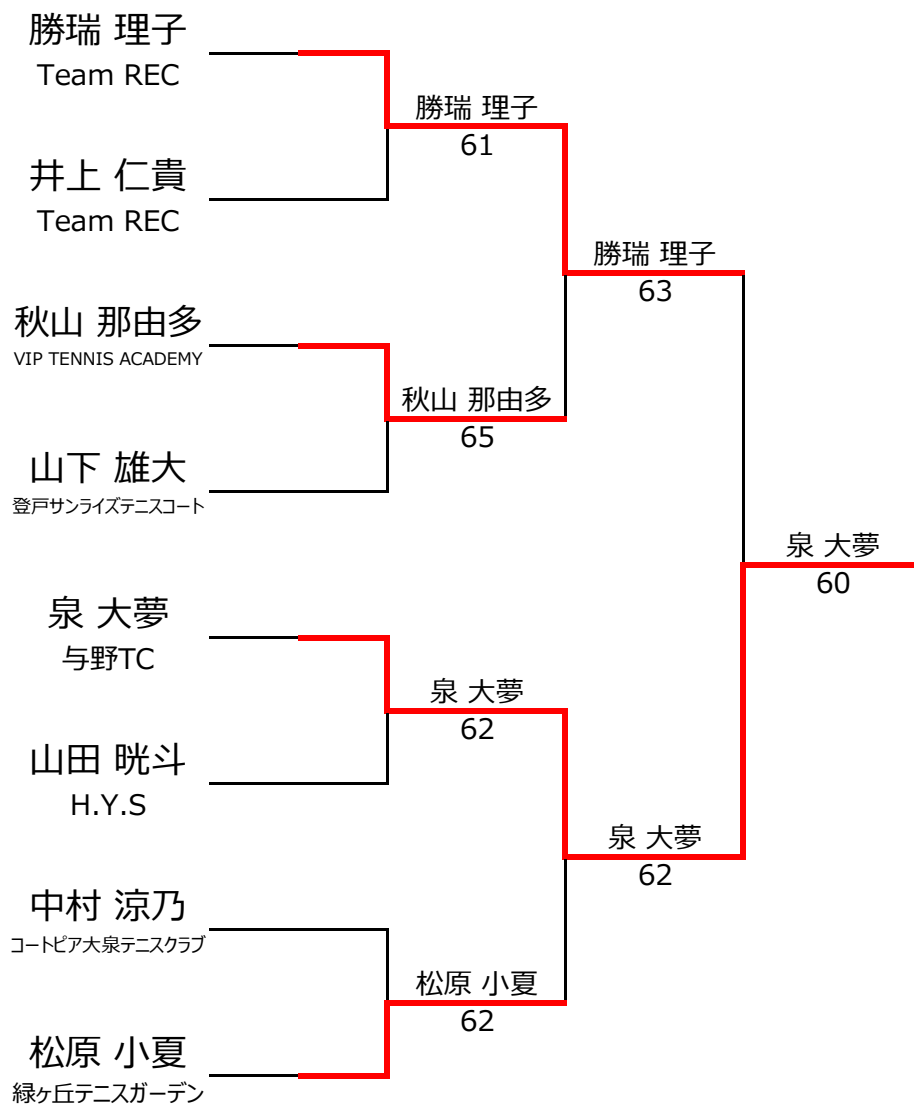 勝瑞 理子
Team REC
井上 仁貴
Team REC
秋山 那由多
VIP TENNIS ACADEMY
山下 雄大
登戸サンライズテニスコート
泉 大夢
与野TC
山田 晄斗
H.Y.S
中村 涼乃
コートピア大泉テニスクラブ
松原 小夏
緑ヶ丘テニスガーデン
勝瑞 理子
61
秋山 那由多
65
泉 大夢
62
松原 小夏
62
勝瑞 理子
63
泉 大夢
62
泉 大夢
60